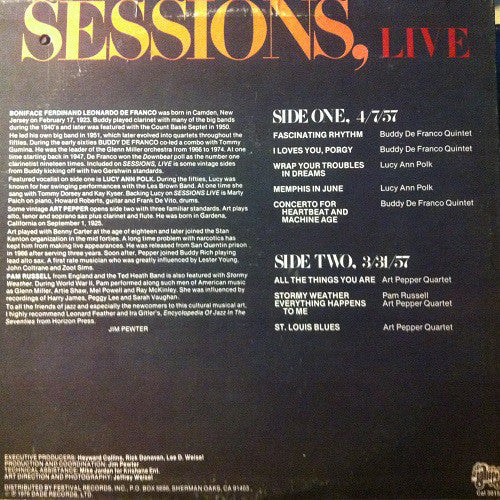 SESSIONS, LIVE
BONIFACE FERDINAND LEONARDO DE FRANCO was born in Camden, New
Jersey on February 17, 1923. Buddy played clarinet with many of the big bands
during the 1940's and later was featured with the Count Basie Septet in 1950.
He led his own big band in 1951, which later evolved into quartets throughout the
fifties. During the early sixties BUDDY DE FRANCO co-led a combo with Tommy
Gumina. He was the leader of the Glenn Miller orchestra from 1966 to 1974. At one
time starting back in 1947, De Franco won the Downbeat poll as the number one
clarinetist nineteen times. Included on SESSIONS, LIVE is some vintage sides
from Buddy kicking off with two Gershwin standards.
Featured vocalist on side one is LUCY ANN POLK. During the fifties, Lucy was
known for her swinging performances with the Les Brown Band. At one time she
sang with Tommy Dorsey and Kay Kyser. Backing Lucy on SESSIONS LIVE is Marty
Paich on piano, Howard Roberts, guitar and Frank De Vito, drums.
Some vintage ART PEPPER opens side two with three familiar standards. Art plays
alto, tenor and soprano sax plus clarinet and flute. He was born in Gardena,
California on September 1, 1925.
Art played with Benny Carter at the age of eighteen and later joined the Stan
Kenton organization in the mid forties. A long time problem with narcotics has
kept him from making live appearances. He was released from San Quentin prison
in 1966 after serving three years. Soon after, Pepper joined Buddy Rich playing
lead alto sax. A first rate musician who was greatly influenced by Lester Young,
John Coltrane and Zoot Sims.
PAM RUSSELL from England and the Ted Heath Band is also featured with Stormy
Weather. During World War II, Pam performed along such men of American music
as Glenn Miller, Artie Shaw, Mel Powell and Ray McKinley. She was influenced by
recordings of Harry James, Peggy Lee and Sarah Vaughan.
To all the friends of jazz and especially the newcomers to this cultural musical art,
I highly recommend Leonard Feather and Ira Gitler's, Encyclopedia Of Jazz In The
Seventies from Horizon Press.
JIM PEWTER
SIDE ONE, 4/7/57
FASCINATING RHYTHM Buddy De Franco Quintet
I LOVES YOU, PORGY Buddy De Franco Quintet
WRAP YOUR TROUBLES Lucy Ann Polk
IN DREAMS
MEMPHIS IN JUNE Lucy Ann Polk
CONCERTO FOR Buddy De Franco Quintet
HEARTBEAT AND
MACHINE AGE
SIDE TWO, 3/31/57
ALL THE THINGS YOU ARE Art Pepper Quartet
STORMY WEATHER Pam Russell
EVERYTHING HAPPENS Art Pepper Quartet
TO ME
ST. LOUIS BLUES Art Pepper Quartet
EXECUTIVE PRODUCERS: Heyward Collins, Rick Donovan, Lee D. Weisel
PRODUCTION AND COORDINATION: Jim Pewter
TECHNICAL ASSISTANCE: Mike Jordan for Krishane Ent.
ART DIRECTION AND PHOTOGRAPHY: Jeffrey Weisel
DISTRIBUTED BY FESTIVAL RECORDS, INC. P.O. BOX 5686, SHERMAN OAKS, CA 91403
1979 DADE RECORDS, LTD.